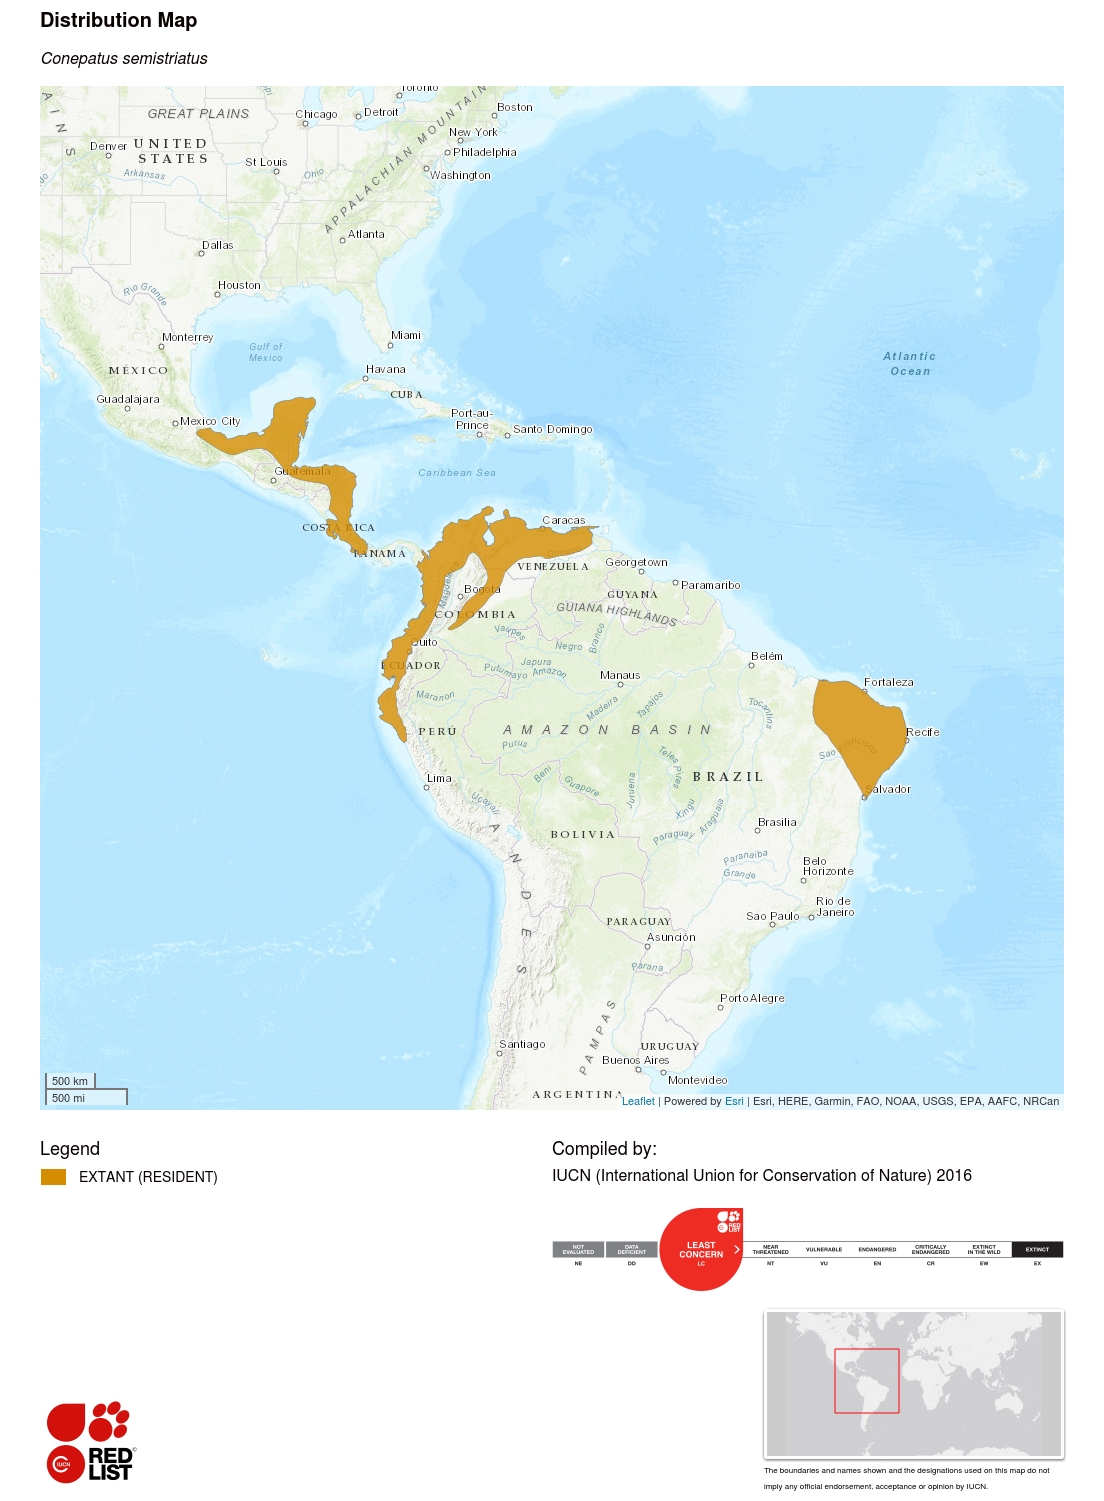 Distribution Map
Conepatus semistriatus
GREAT PLAINS
Toronto
Chicago
Detroit
Boston
APPALACHIAN MOUNTAIN
New York
Denver
UNITED
STATES
Philadelphia
St Louis
Arkansas
Ohio
Washington
Atlanta
Dallas
Houston
Rio Grande
Monterrey
Miami
Gulf of
Mexico
Atlantic
Ocean
MÉXICO
Havana
CUBA
Guadalajara
Port-au-
Prince
Santo Domingo
Mexico City
Guatemala
Caribbean Sea
COSTA RICA
Caracas
PANAMÁ
VENEZUELA
Georgetown
Paramaribo
Magdalena
Bogota
GUYANA
GUIANA HIGHLANDS
COLOMBIA
Vaupes
Branco
Negro
Quito
ECUADOR
Japura
Putumayo
Amazon
Belém
Manaus
Fortaleza
Maranon
Madeira
Tapajos
Tocantins
PERÚ
AMAZON BASIN
Recife
Purus
Sao Francisco
Teles Pires
Lima
Beni
Guapore
Juruena
BRAZIL
Salvador
Ucayali
Xingu
Araguaia
Brasilia
ANDES
BOLIVIA
Paraguay
Paranaiba
Grande
Belo
Horizonte
Rio de
Janeiro
Sao Paulo
PARAGUAY
Asunción
Parana
Porto Alegre
PAMPAS
Santiago
URUGUAY
Buenos Aires
Montevideo
ARGENTINA
500 km
500 mi
Leaflet | Powered by Esri | Esri, HERE, Garmin, FAO, NOAA, USGS, EPA, AAFC, NRCan
Legend
EXTANT (RESIDENT)
Compiled by:
IUCN (International Union for Conservation of Nature) 2016
RED
LIST
NOT
EVALUATED
NE
DATA
DEFICIENT
DD
LEAST
CONCERN
LC
NEAR
THREATENED
NT
VULNERABLE
VU
ENDANGERED
EN
CRITICALLY
ENDANGERED
CR
EXTINCT
IN THE WILD
EW
EXTINCT
EX
IUCN
RED
LIST
The boundaries and names shown and the designations used on this map do not
imply any official endorsement, acceptance or opinion by IUCN.